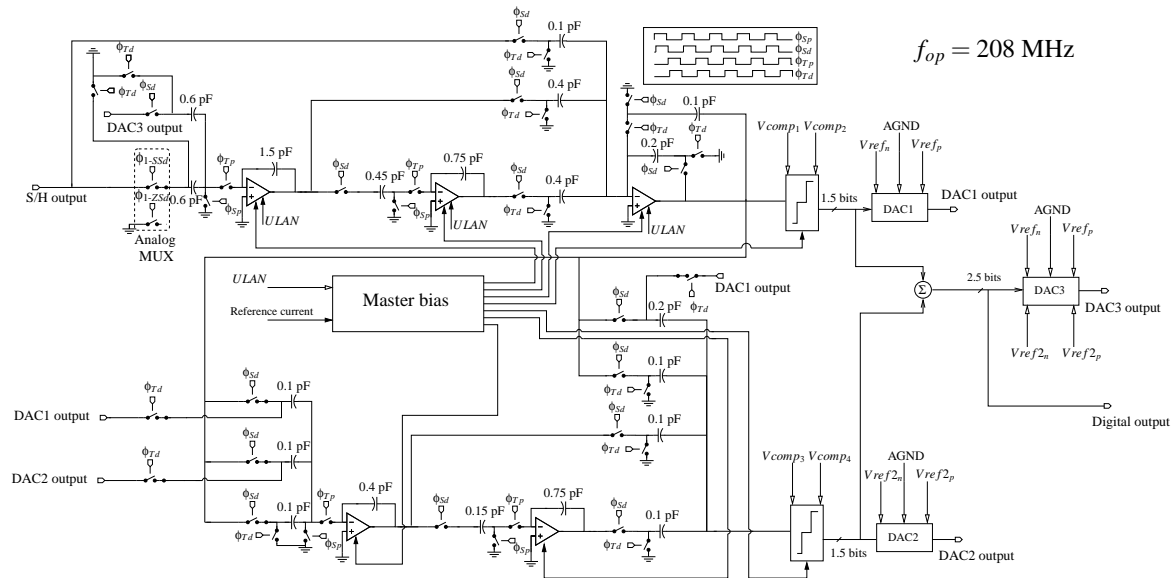 f_op = 208 MHz
ϕ_Sp
ϕ_Sd
ϕ_Tp
ϕ_Td
ϕ_Sd
0.1 pF
ϕ_Td
ϕ_Td
ϕ_Sd
0.4 pF
ϕ_Td
ϕ_Td
ϕ_Sd
0.6 pF
DAC3 output
ϕ_Sd
ϕ_Td
0.1 pF
ϕ_Td
0.2 pF
ϕ_Sd
S/H output
ϕ_1-SSd
ϕ_1-ZSd
Analog
MUX
0.6 pF
ϕ_Sp
ϕ_Tp
1.5 pF
ULAN
ϕ_Sd
0.45 pF
ϕ_Tp
ϕ_Sp
0.75 pF
ULAN
ϕ_Sd
ϕ_Td
0.4 pF
ULAN
Vcomp_1 Vcomp_2
1.5 bits
Vref_n
AGND
Vref_p
DAC1
DAC1 output
Vref_n
AGND
Vref_p
Σ
2.5 bits
DAC3
DAC3 output
Vref2_n
Vref2_p
Digital output
ULAN
Reference current
Master bias
DAC1 output
ϕ_Td
ϕ_Sd
0.2 pF
ϕ_Sd
0.1 pF
ϕ_Td
ϕ_Sd
0.1 pF
ϕ_Td
DAC1 output
ϕ_Td
ϕ_Sd
0.1 pF
DAC2 output
ϕ_Td
ϕ_Sd
0.1 pF
ϕ_Sd
ϕ_Td
0.1 pF
ϕ_Sp
ϕ_Tp
0.4 pF
ϕ_Sd
0.15 pF
ϕ_Tp
ϕ_Sp
0.75 pF
ϕ_Sd
ϕ_Td
0.1 pF
Vcomp_3 Vcomp_4
1.5 bits
Vref2_n
AGND
Vref2_p
DAC2
DAC2 output